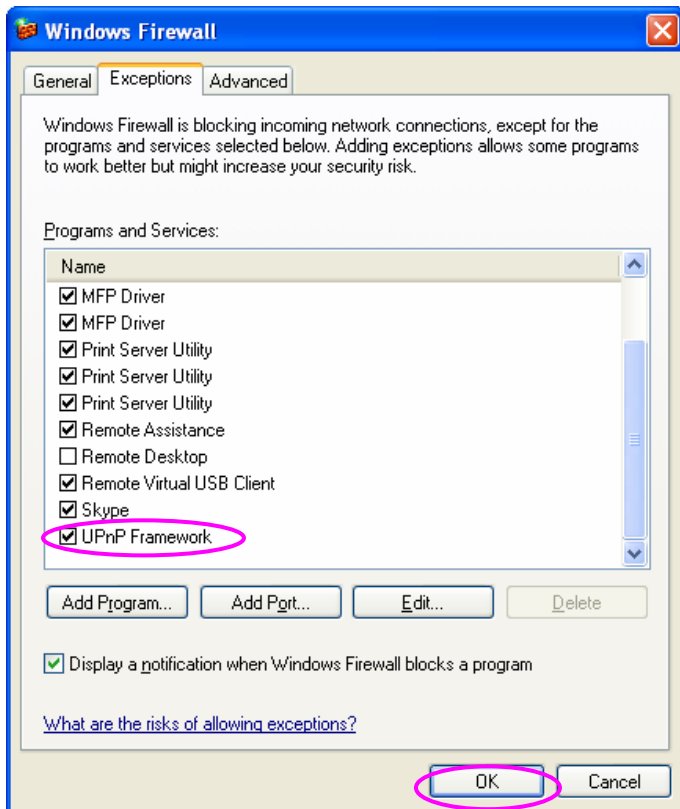 Windows Firewall
General Exceptions Advanced
Windows Firewall is blocking incoming network connections, except for the
programs and services selected below. Adding exceptions allows some programs
to work better but might increase your security risk.
Programs and Services:
Name
MFP Driver
MFP Driver
Print Server Utility
Print Server Utility
Print Server Utility
Remote Assistance
Remote Desktop
Remote Virtual USB Client
Skype
UPnP Framework
Add Program... Add Port... Edit... Delete
Display a notification when Windows Firewall blocks a program
What are the risks of allowing exceptions?
OK Cancel